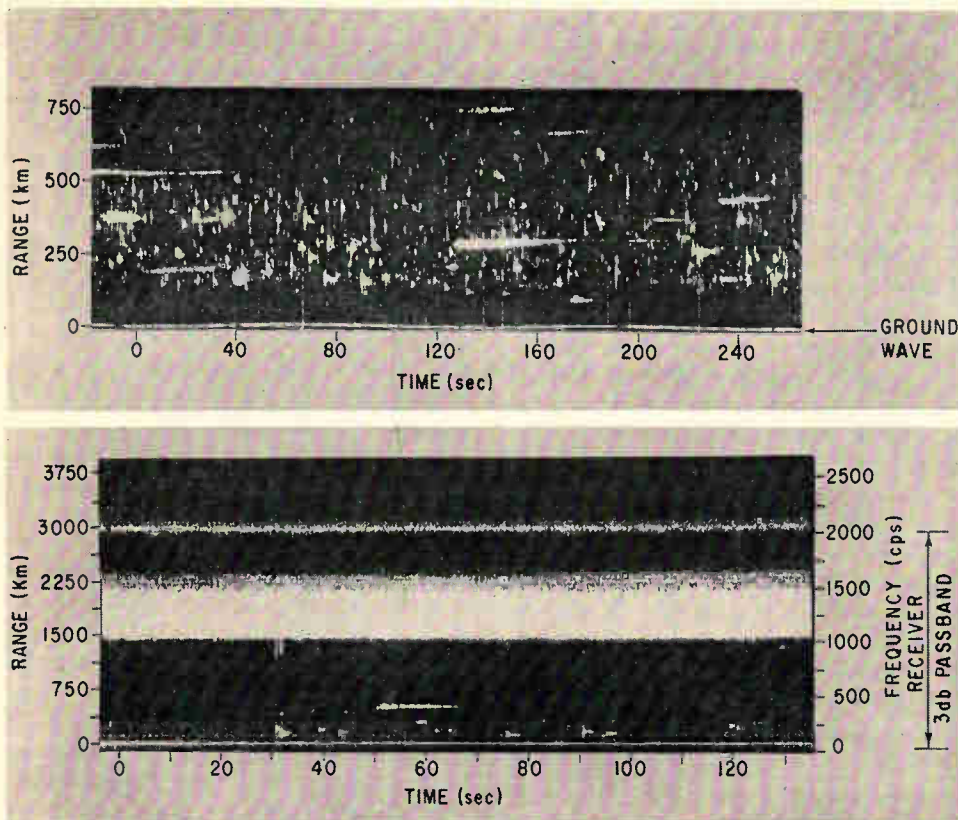 RANGE (km)
750
500
250
0
0 40 80 120 160 200 240
TIME (sec)
GROUND
WAVE
RANGE (km)
3750
3000
2250
1500
750
0
2500
2000
1500
1000
500
0
FREQUENCY (cps)
RECEIVER
3db PASSBAND
0 20 40 60 80 100 120
TIME (sec)